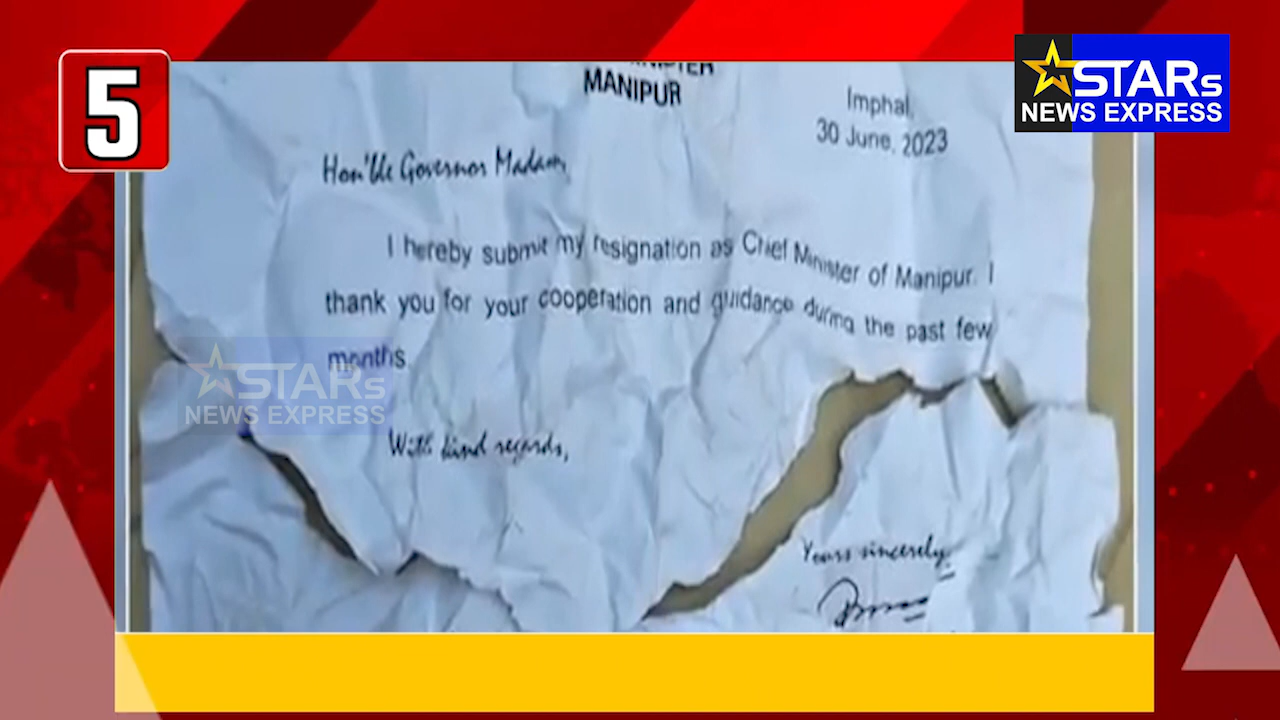 5
STARs
NEWS EXPRESS
MANIPUR
Imphal,
30 June, 2023
Hon'ble Governor Madam,
I hereby submit my resignation as Chief Minister of Manipur. I
thank you for your cooperation and guidance during the past few
months.
STARs
NEWS EXPRESS
With kind regards,
Yours sincerely,